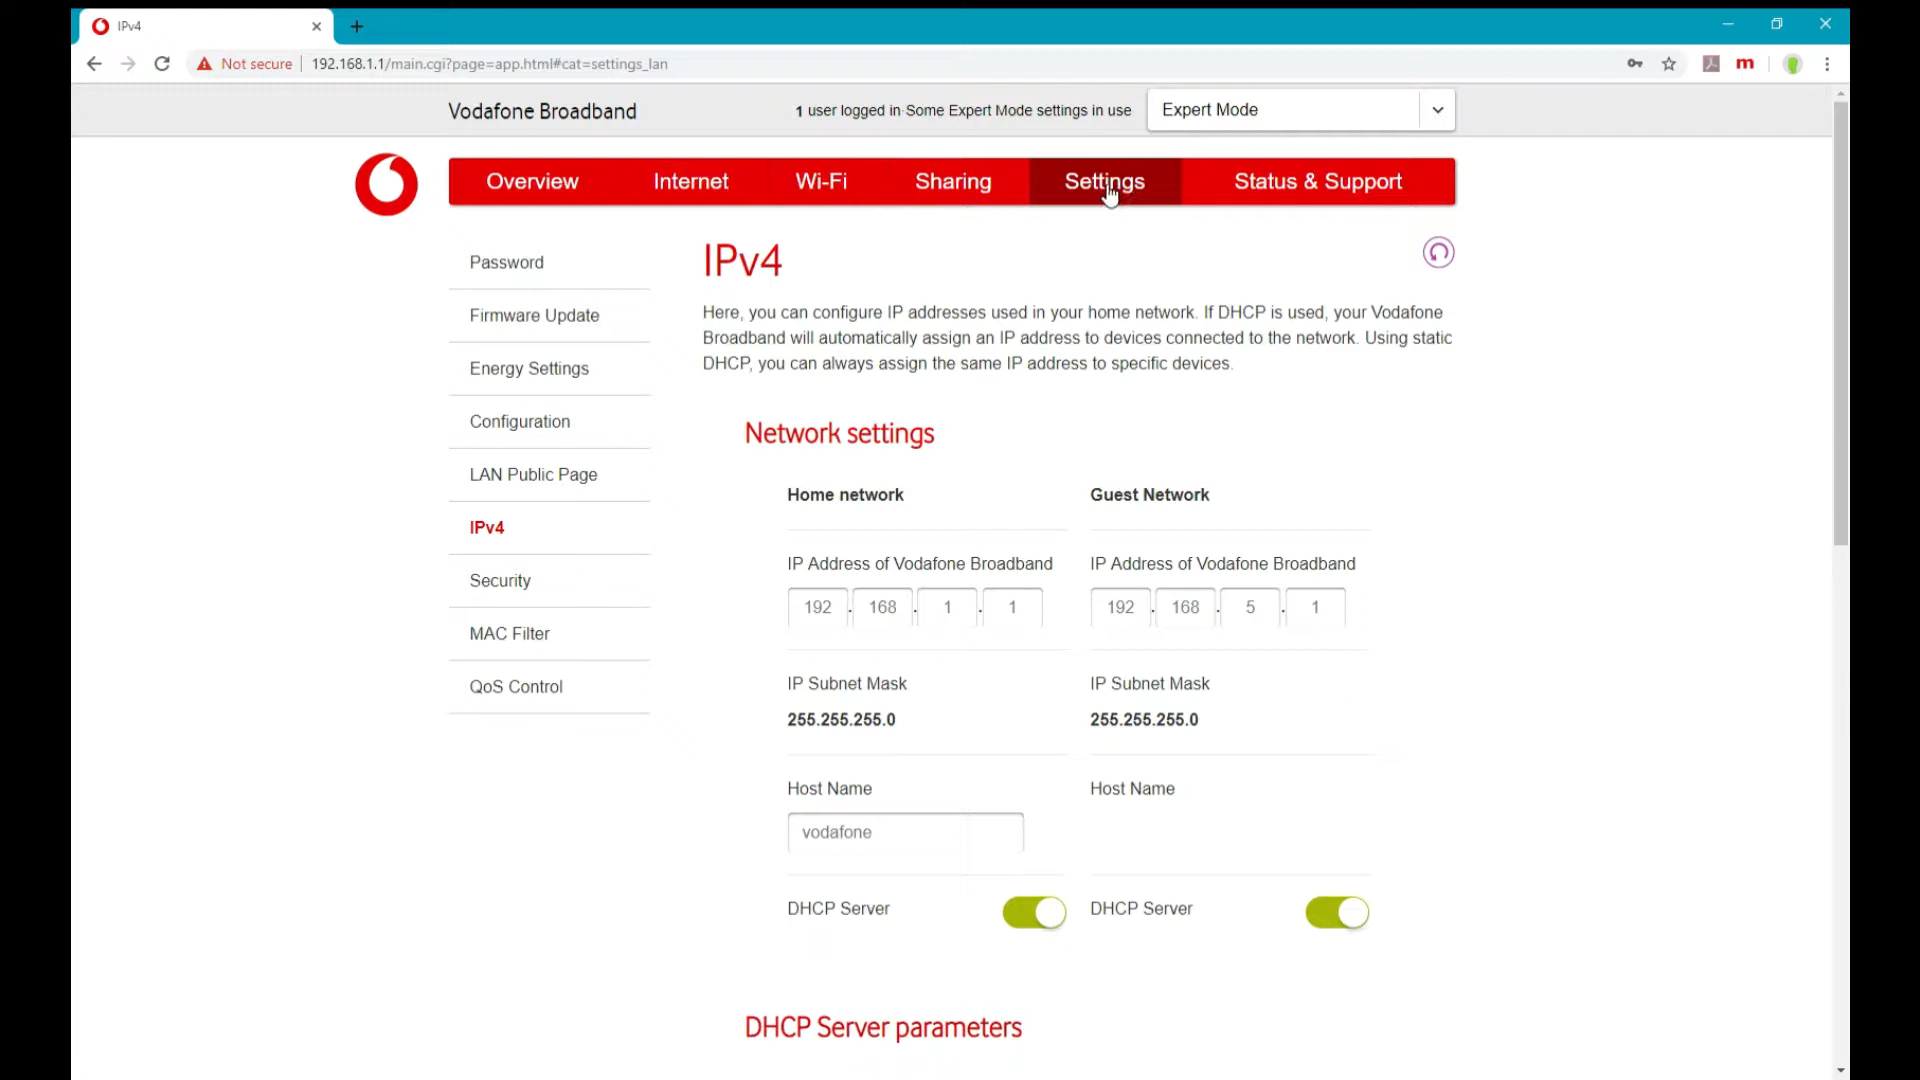 IPv4
Not secure
192.168.1.1/main.cgi?page=app.html#cat=settings_lan
m
Vodafone Broadband
1 user logged in·Some Expert Mode settings in use
Expert Mode
Overview
Internet
Wi-Fi
Sharing
Settings
Status & Support
Password
Firmware Update
Energy Settings
Configuration
LAN Public Page
IPv4
Security
MAC Filter
QoS Control
IPv4
Here, you can configure IP addresses used in your home network. If DHCP is used, your Vodafone
Broadband will automatically assign an IP address to devices connected to the network. Using static
DHCP, you can always assign the same IP address to specific devices.
Network settings
Home network
IP Address of Vodafone Broadband
192 . 168 . 1 . 1
IP Subnet Mask
255.255.255.0
Host Name
vodafone
DHCP Server
Guest Network
IP Address of Vodafone Broadband
192 . 168 . 5 . 1
IP Subnet Mask
255.255.255.0
Host Name
DHCP Server
DHCP Server parameters